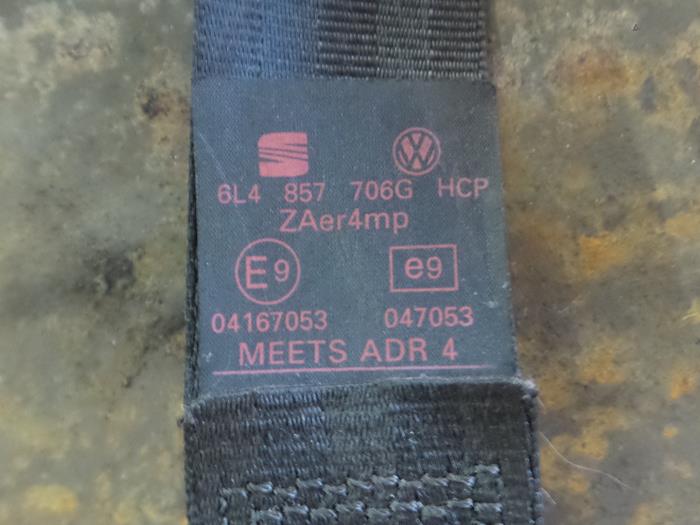 6L4 857 706G HCP
ZAer4mp
E9 e9
04167053 047053
MEETS ADR 4